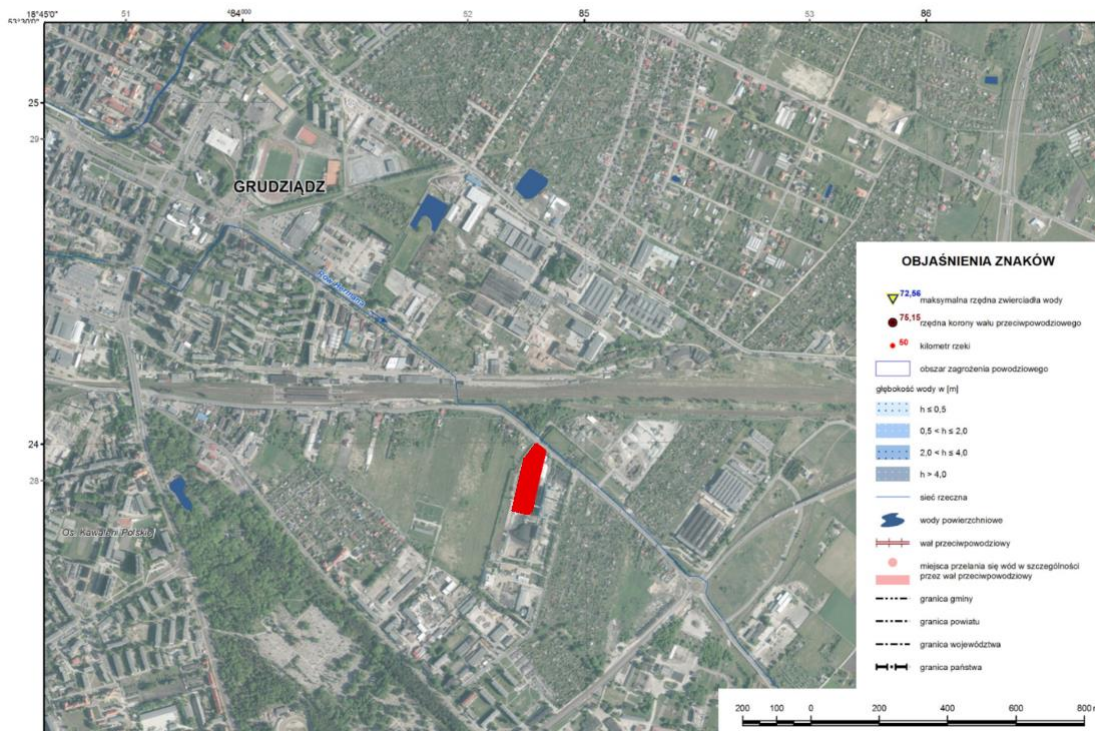 18°45'0"
51
52
85
53
86
25
29
GRUDZIĄDZ
Rów Hermana
24
28
Os. Kawalerii Polskiej
OBJAŚNIENIA ZNAKÓW
72,56 maksymalna rzędna zwierciadła wody
75,15 rzędna korony wału przeciwpowodziowego
50 kilometr rzeki
obszar zagrożenia powodziowego
głębokość wody w [m]
h ≤ 0,5
0,5 < h ≤ 2,0
2,0 < h ≤ 4,0
h > 4,0
sieć rzeczna
wody powierzchniowe
wał przeciwpowodziowy
miejsca przelania się wód w szczególności
przez wał przeciwpowodziowy
granica gminy
granica powiatu
granica województwa
granica państwa
200 100 0 200 400 600 800